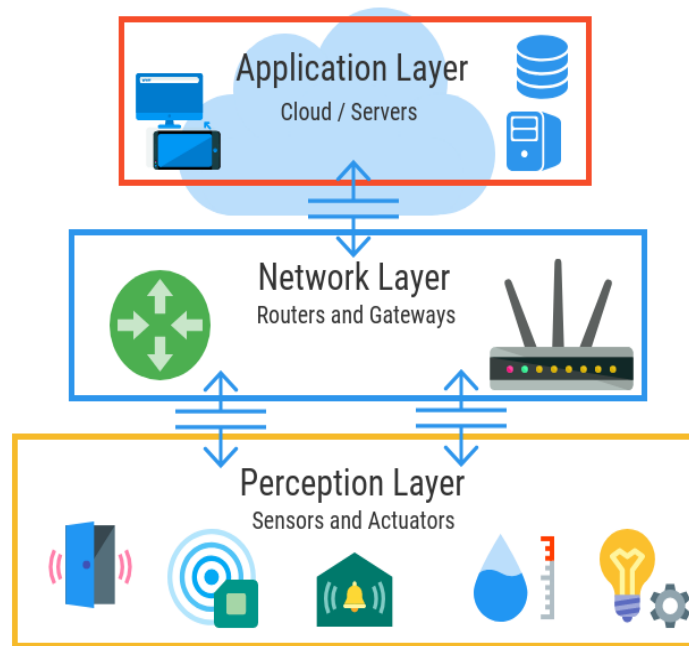 Application Layer
Cloud / Servers
Network Layer
Routers and Gateways
Perception Layer
Sensors and Actuators